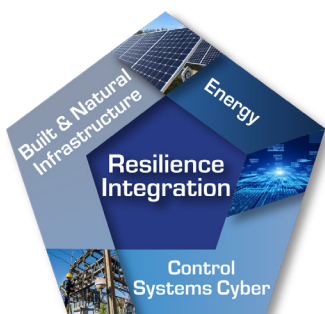 Built & Natural
Infrastructure
Energy
Resilience
Integration
Control
Systems Cyber